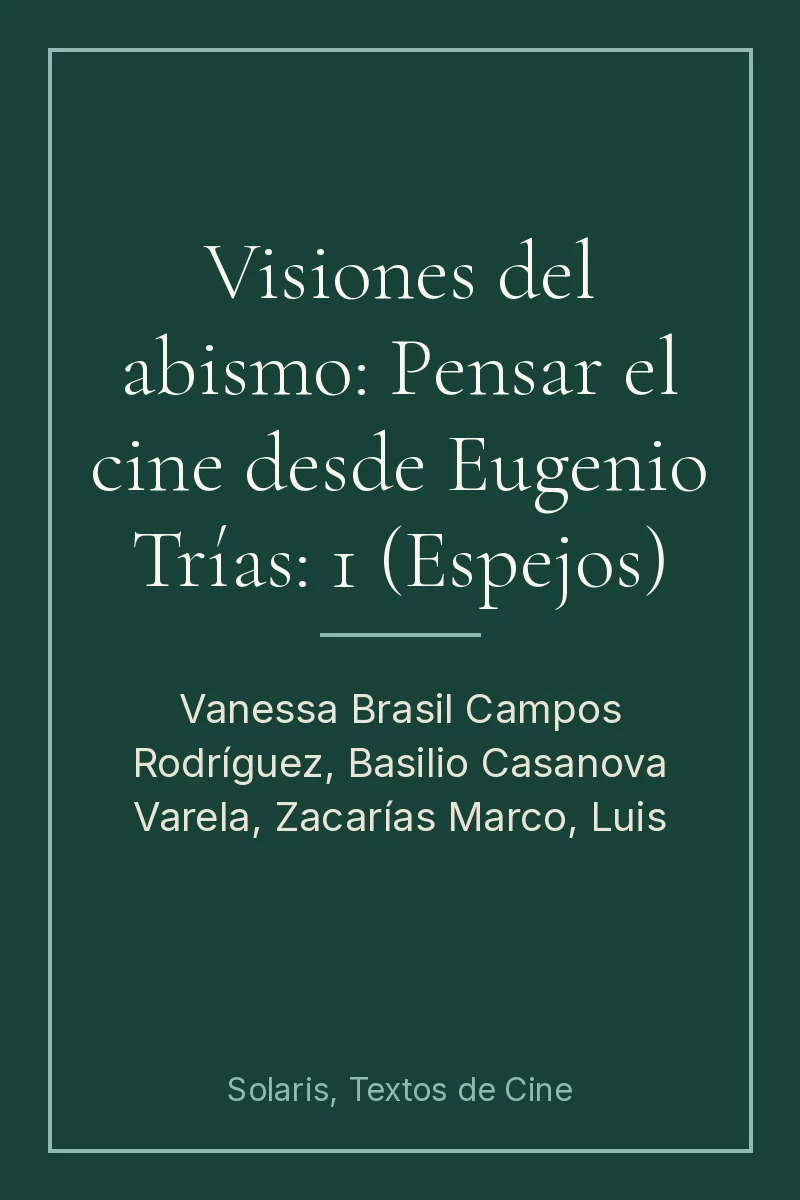 Visiones del
abismo: Pensar el
cine desde Eugenio
Trías: 1 (Espejos)
Vanessa Brasil Campos
Rodríguez, Basilio Casanova
Varela, Zacarías Marco, Luis
Solaris, Textos de Cine